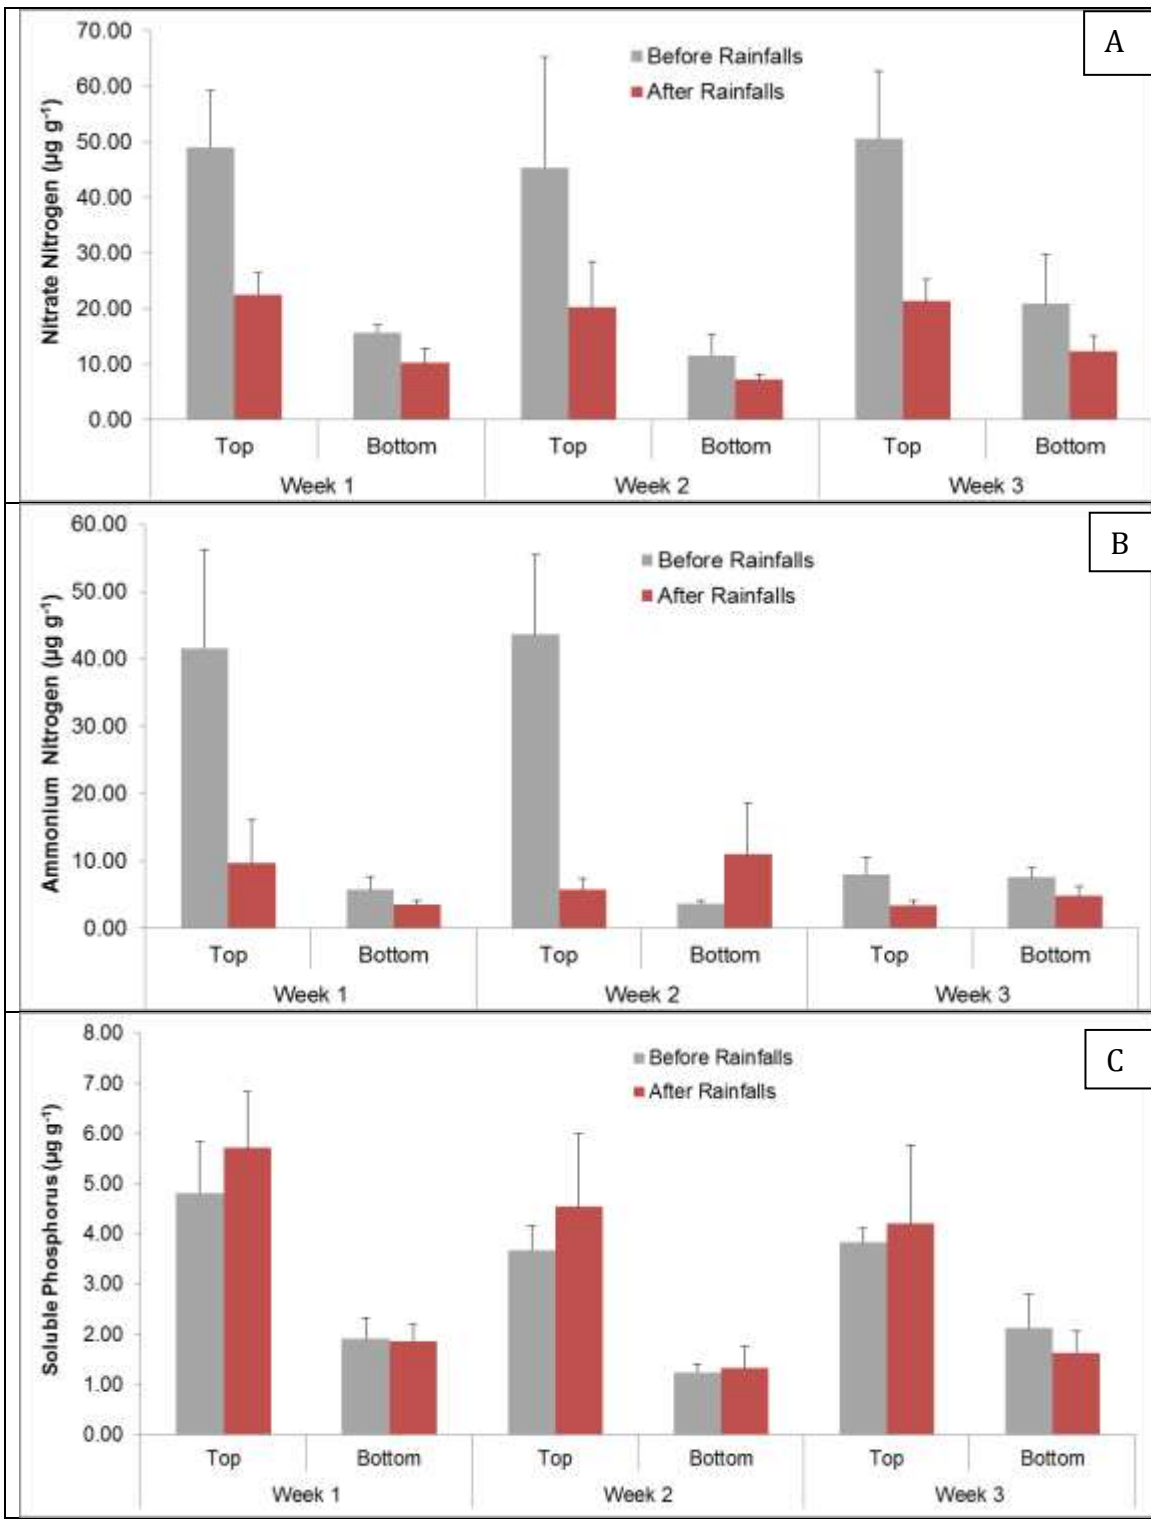 A
Nitrate Nitrogen (µg g⁻¹)
70.00
60.00
50.00
40.00
30.00
20.00
10.00
0.00
Before Rainfalls
After Rainfalls
Top Bottom Top Bottom Top Bottom
Week 1 Week 2 Week 3
B
Ammonium Nitrogen (µg g⁻¹)
60.00
50.00
40.00
30.00
20.00
10.00
0.00
Before Rainfalls
After Rainfalls
Top Bottom Top Bottom Top Bottom
Week 1 Week 2 Week 3
C
Soluble Phosphorus (µg g⁻¹)
8.00
7.00
6.00
5.00
4.00
3.00
2.00
1.00
0.00
Before Rainfalls
After Rainfalls
Top Bottom Top Bottom Top Bottom
Week 1 Week 2 Week 3